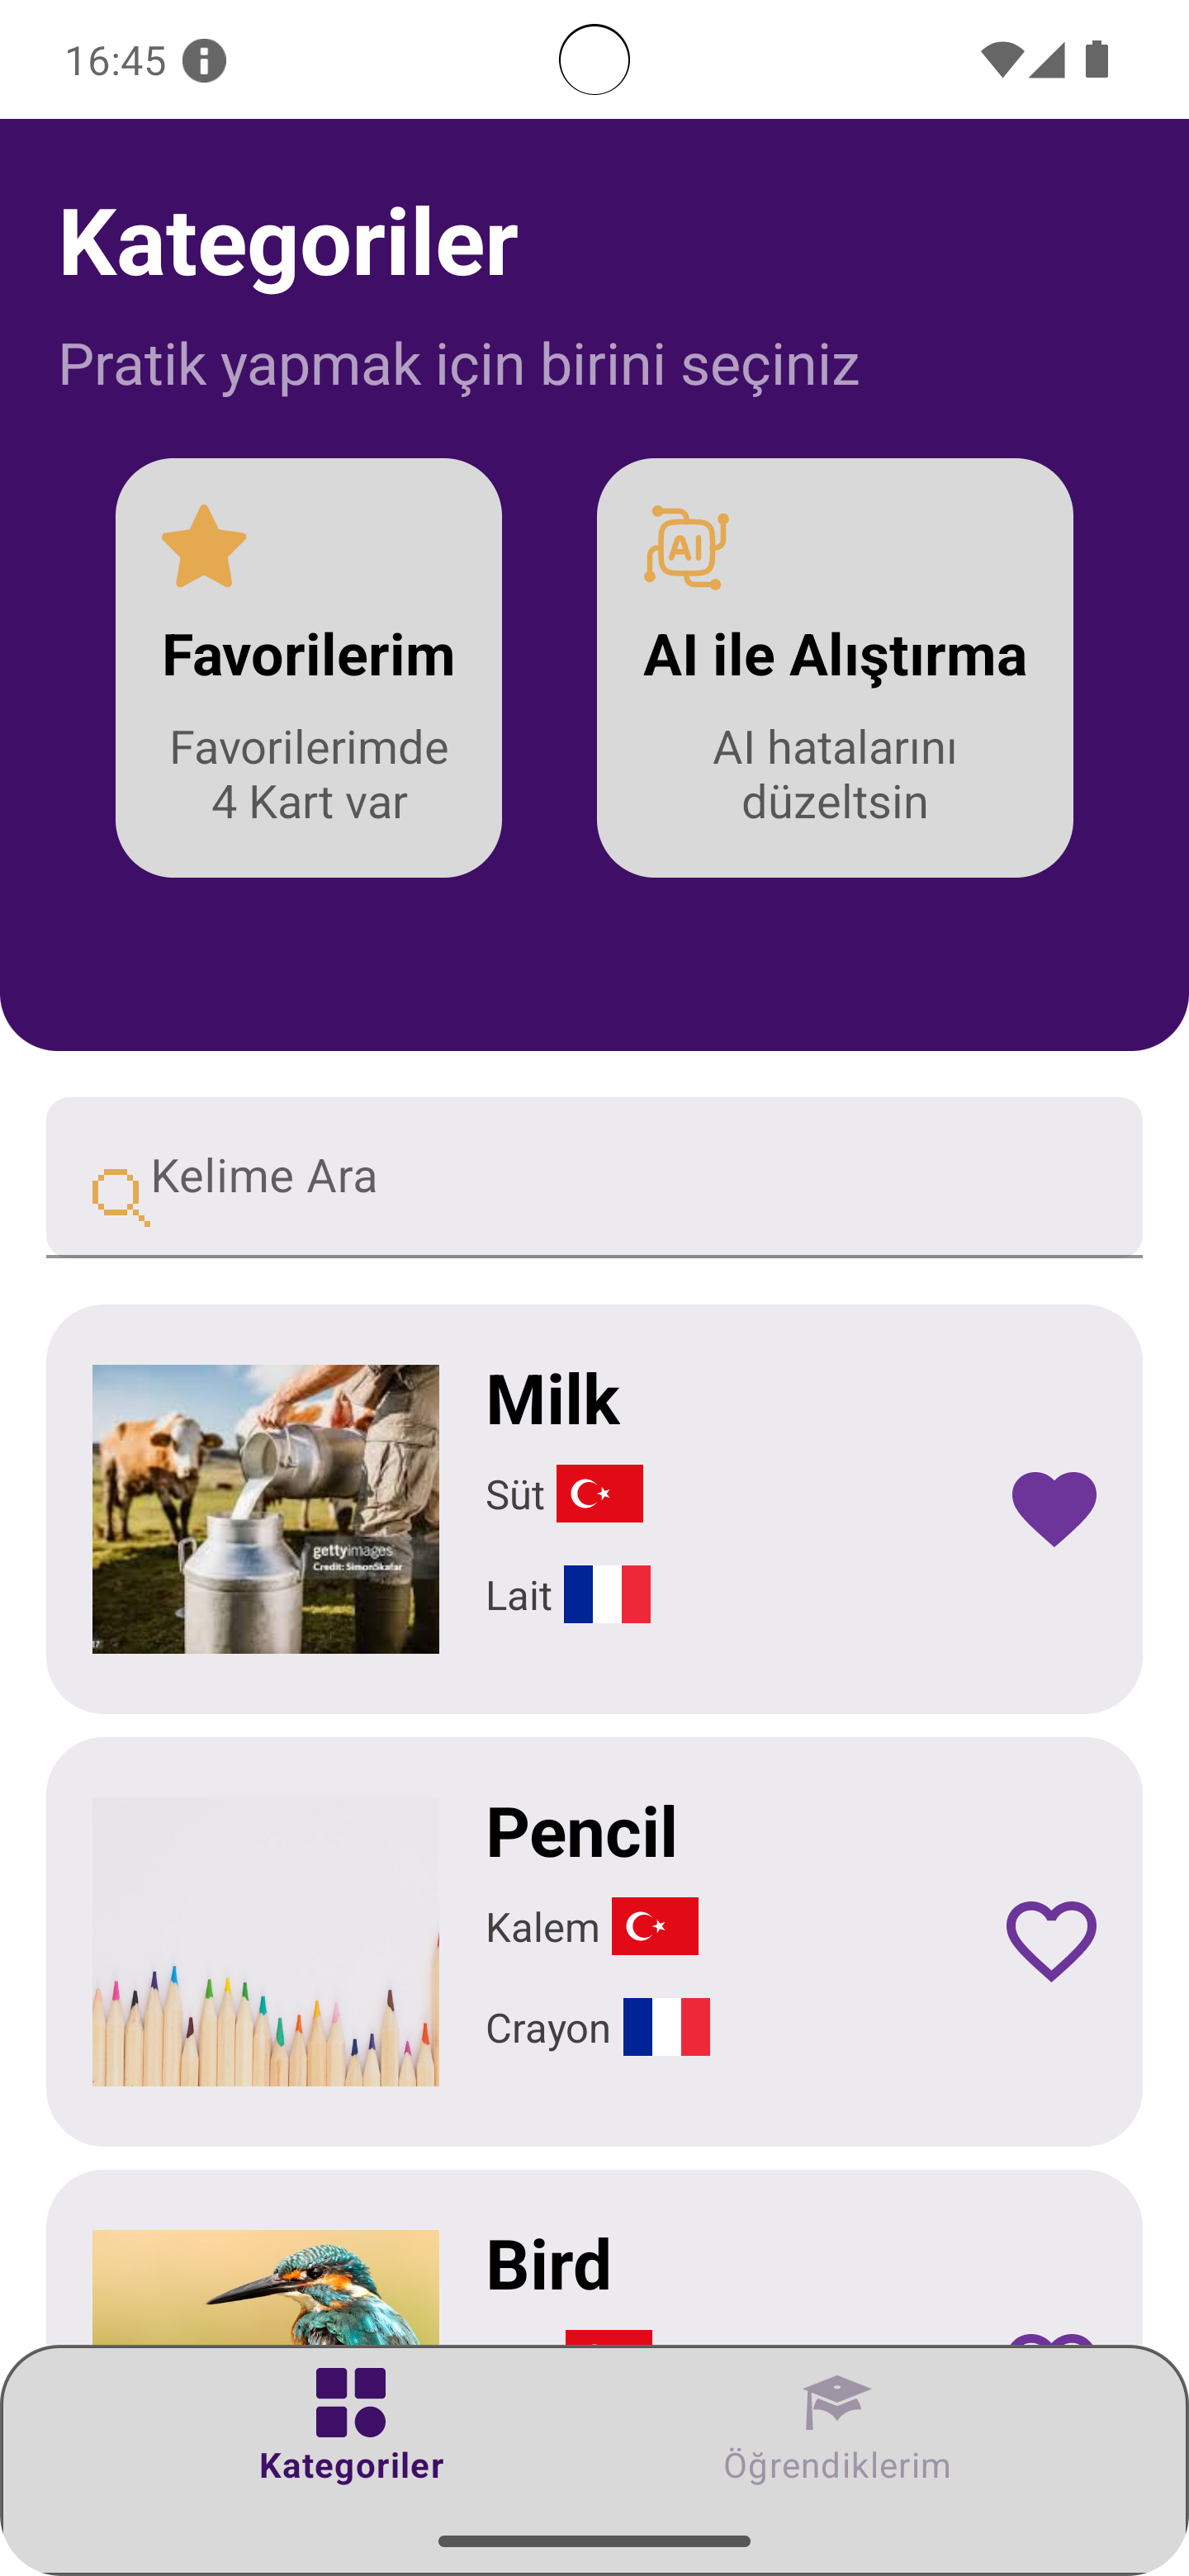 16:45
Kategoriler
Pratik yapmak için birini seçiniz
AI
Favorilerim
Favorilerimde
4 Kart var
AI ile Alıştırma
AI hatalarını
düzeltsin
Kelime Ara
Milk
Süt
Lait
gettyimages
Credit: SimonSkafar
Pencil
Kalem
Crayon
Bird
Kategoriler
Öğrendiklerim